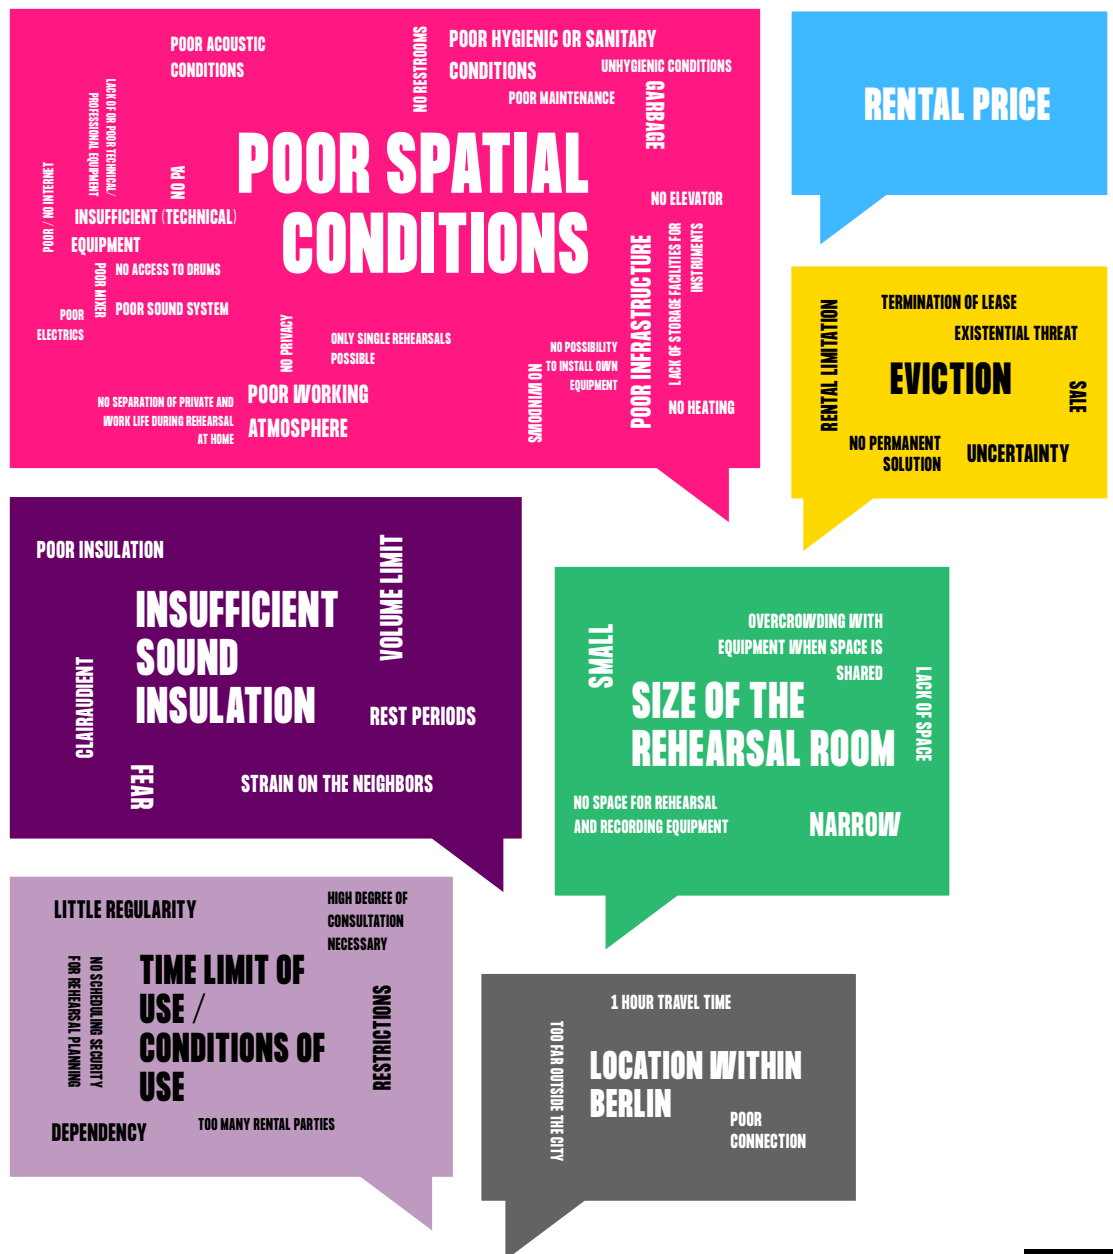 POOR ACOUSTIC
CONDITIONS
NO RESTROOMS
POOR HYGIENIC OR SANITARY
CONDITIONS
UNHYGIENIC CONDITIONS
POOR MAINTENANCE
GARBAGE
LACK OF OR POOR TECHNICAL/
PROFESSIONAL EQUIPMENT
POOR / NO INTERNET
NO PA
POOR SPATIAL
CONDITIONS
INSUFFICIENT (TECHNICAL)
EQUIPMENT
NO ELEVATOR
POOR MIXER
NO ACCESS TO DRUMS
POOR SOUND SYSTEM
POOR
ELECTRICS
POOR INFRASTRUCTURE
LACK OF STORAGE FACILITIES FOR
INSTRUMENTS
NO PRIVACY
ONLY SINGLE REHEARSALS
POSSIBLE
NO POSSIBILITY
TO INSTALL OWN
EQUIPMENT
NO WINDOWS
NO SEPARATION OF PRIVATE AND
WORK LIFE DURING REHEARSAL
AT HOME
POOR WORKING
ATMOSPHERE
NO HEATING
RENTAL PRICE
RENTAL LIMITATION
TERMINATION OF LEASE
EXISTENTIAL THREAT
EVICTION
SALE
NO PERMANENT
SOLUTION
UNCERTAINTY
POOR INSULATION
VOLUME LIMIT
INSUFFICIENT
SOUND
INSULATION
CLAIRAUDIENT
REST PERIODS
FEAR
STRAIN ON THE NEIGHBORS
SMALL
OVERCROWDING WITH
EQUIPMENT WHEN SPACE IS
SHARED
SIZE OF THE
REHEARSAL ROOM
LACK OF SPACE
NO SPACE FOR REHEARSAL
AND RECORDING EQUIPMENT
NARROW
LITTLE REGULARITY
HIGH DEGREE OF
CONSULTATION
NECESSARY
NO SCHEDULING SECURITY
FOR REHEARSAL PLANNING
TIME LIMIT OF
USE /
CONDITIONS OF
USE
RESTRICTIONS
DEPENDENCY
TOO MANY RENTAL PARTIES
1 HOUR TRAVEL TIME
TOO FAR OUTSIDE THE CITY
LOCATION WITHIN
BERLIN
POOR
CONNECTION